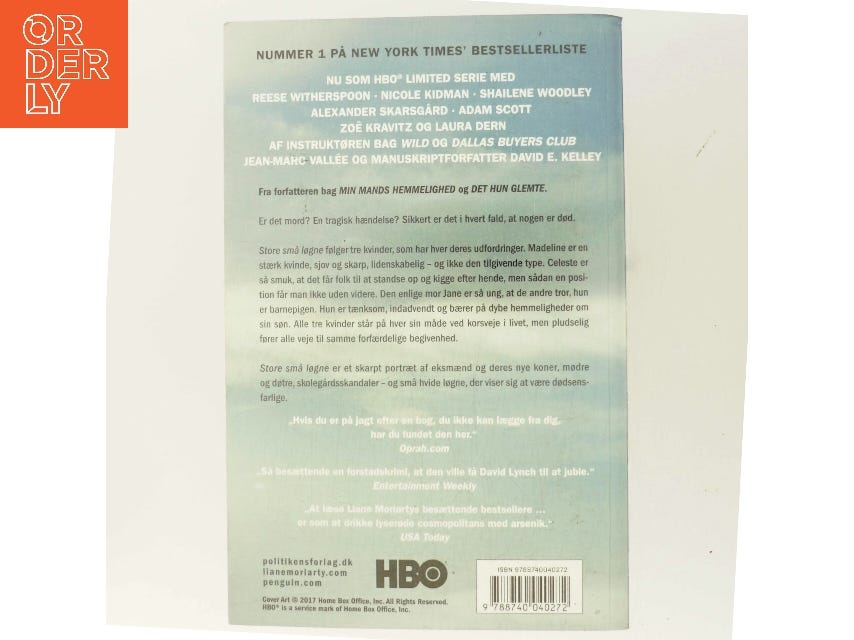 OR
DER
LY
NUMMER 1 PÅ NEW YORK TIMES' BESTSELLERLISTE
NU SOM HBO® LIMITED SERIE MED
REESE WITHERSPOON · NICOLE KIDMAN · SHAILENE WOODLEY
ALEXANDER SKARSGÅRD · ADAM SCOTT
ZOË KRAVITZ OG LAURA DERN
AF INSTRUKTØREN BAG WILD OG DALLAS BUYERS CLUB
JEAN-MARC VALLÉE OG MANUSKRIPTFORFATTER DAVID E. KELLEY
Fra forfatteren bag MIN MANDS HEMMELIGHED og DET HUN GLEMTE.
Er det mord? En tragisk hændelse? Sikkert er det i hvert fald, at nogen er død.
Store små løgne følger tre kvinder, som har hver deres udfordringer. Madeline er en
stærk kvinde, sjov og skarp, lidenskabelig – og ikke den tilgivende type. Celeste er
så smuk, at det får folk til at standse op og kigge efter hende, men sådan en posi-
tion får man ikke uden videre. Den enlige mor Jane er så ung, at de andre tror, hun
er barnepigen. Hun er tænksom, indadvendt og bærer på dybe hemmeligheder om
sin søn. Alle tre kvinder står på hver sin måde ved korsveje i livet, men pludselig
fører alle veje til samme forfærdelige begivenhed.
Store små løgne er et skarpt portræt af eksmænd og deres nye koner, mødre
og døtre, skolegårdsskandaler – og små hvide løgne, der viser sig at være dødsens-
farlige.
„Hvis du er på jagt efter en bog, du ikke kan lægge fra dig,
har du fundet den her."
Oprah.com
„Så besættende en forstadskrimi, at den ville få David Lynch til at juble."
Entertainment Weekly
„At læse Liane Moriartys besættende bestsellere ...
er som at drikke lyserøde cosmopolitans med arsenik."
USA Today
politikensforlag.dk
lianemoriarty.com
penguin.com
HBO
Cover Art © 2017 Home Box Office, Inc. All Rights Reserved.
HBO® is a service mark of Home Box Office, Inc.
ISBN 9788740040272
9 788740 040272